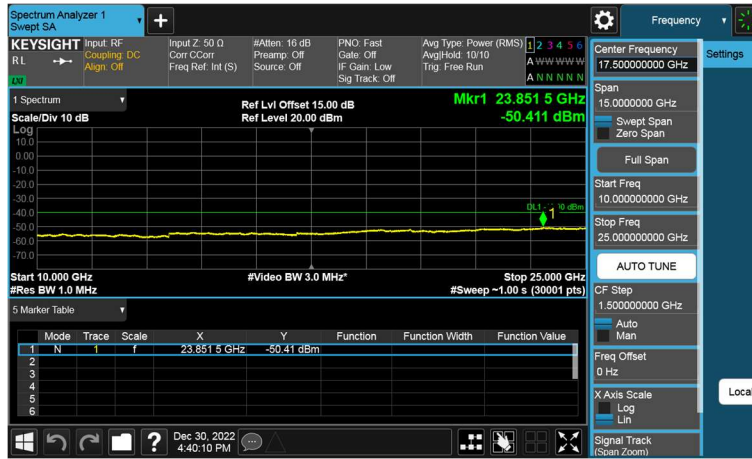 Spectrum Analyzer 1
Swept SA
Frequency
KEYSIGHT
RL
LXI
Input: RF
Coupling: DC
Align: Off
Input Z: 50 Ω
Corr CCorr
Freq Ref: Int (S)
#Atten: 16 dB
Preamp: Off
Source: Off
PNO: Fast
Gate: Off
IF Gain: Low
Sig Track: Off
Avg Type: Power (RMS)
Avg|Hold: 10/10
Trig: Free Run
1 2 3 4 5 6
A W W W W W
A N N N N N
1 Spectrum
Scale/Div 10 dB
Ref Lvl Offset 15.00 dB
Ref Level 20.00 dBm
Mkr1 23.851 5 GHz
-50.411 dBm
Log
10.0
0.00
-10.0
-20.0
-30.0
-40.0
-50.0
-60.0
-70.0
1
Start 10.000 GHz
#Res BW 1.0 MHz
#Video BW 3.0 MHz*
Stop 25.000 GHz
#Sweep ~1.00 s (30001 pts)
5 Marker Table
Mode Trace Scale X Y Function Function Width Function Value
1 N 1 f 23.851 5 GHz -50.41 dBm
2
3
4
5
6
?
Dec 30, 2022
4:40:10 PM
Center Frequency
17.500000000 GHz
Settings
Span
15.0000000 GHz
Swept Span
Zero Span
Full Span
Start Freq
10.000000000 GHz
Stop Freq
25.000000000 GHz
AUTO TUNE
CF Step
1.500000000 GHz
Auto
Man
Freq Offset
0 Hz
X Axis Scale
Log
Lin
Local
Signal Track
(Span Zoom)